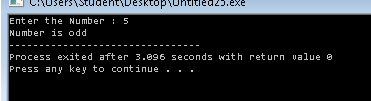 C:\Users\Student\Desktop\Untitled25.exe
Enter the Number : 5
Number is odd
--------------------------------
Process exited after 3.096 seconds with return value 0
Press any key to continue . . .